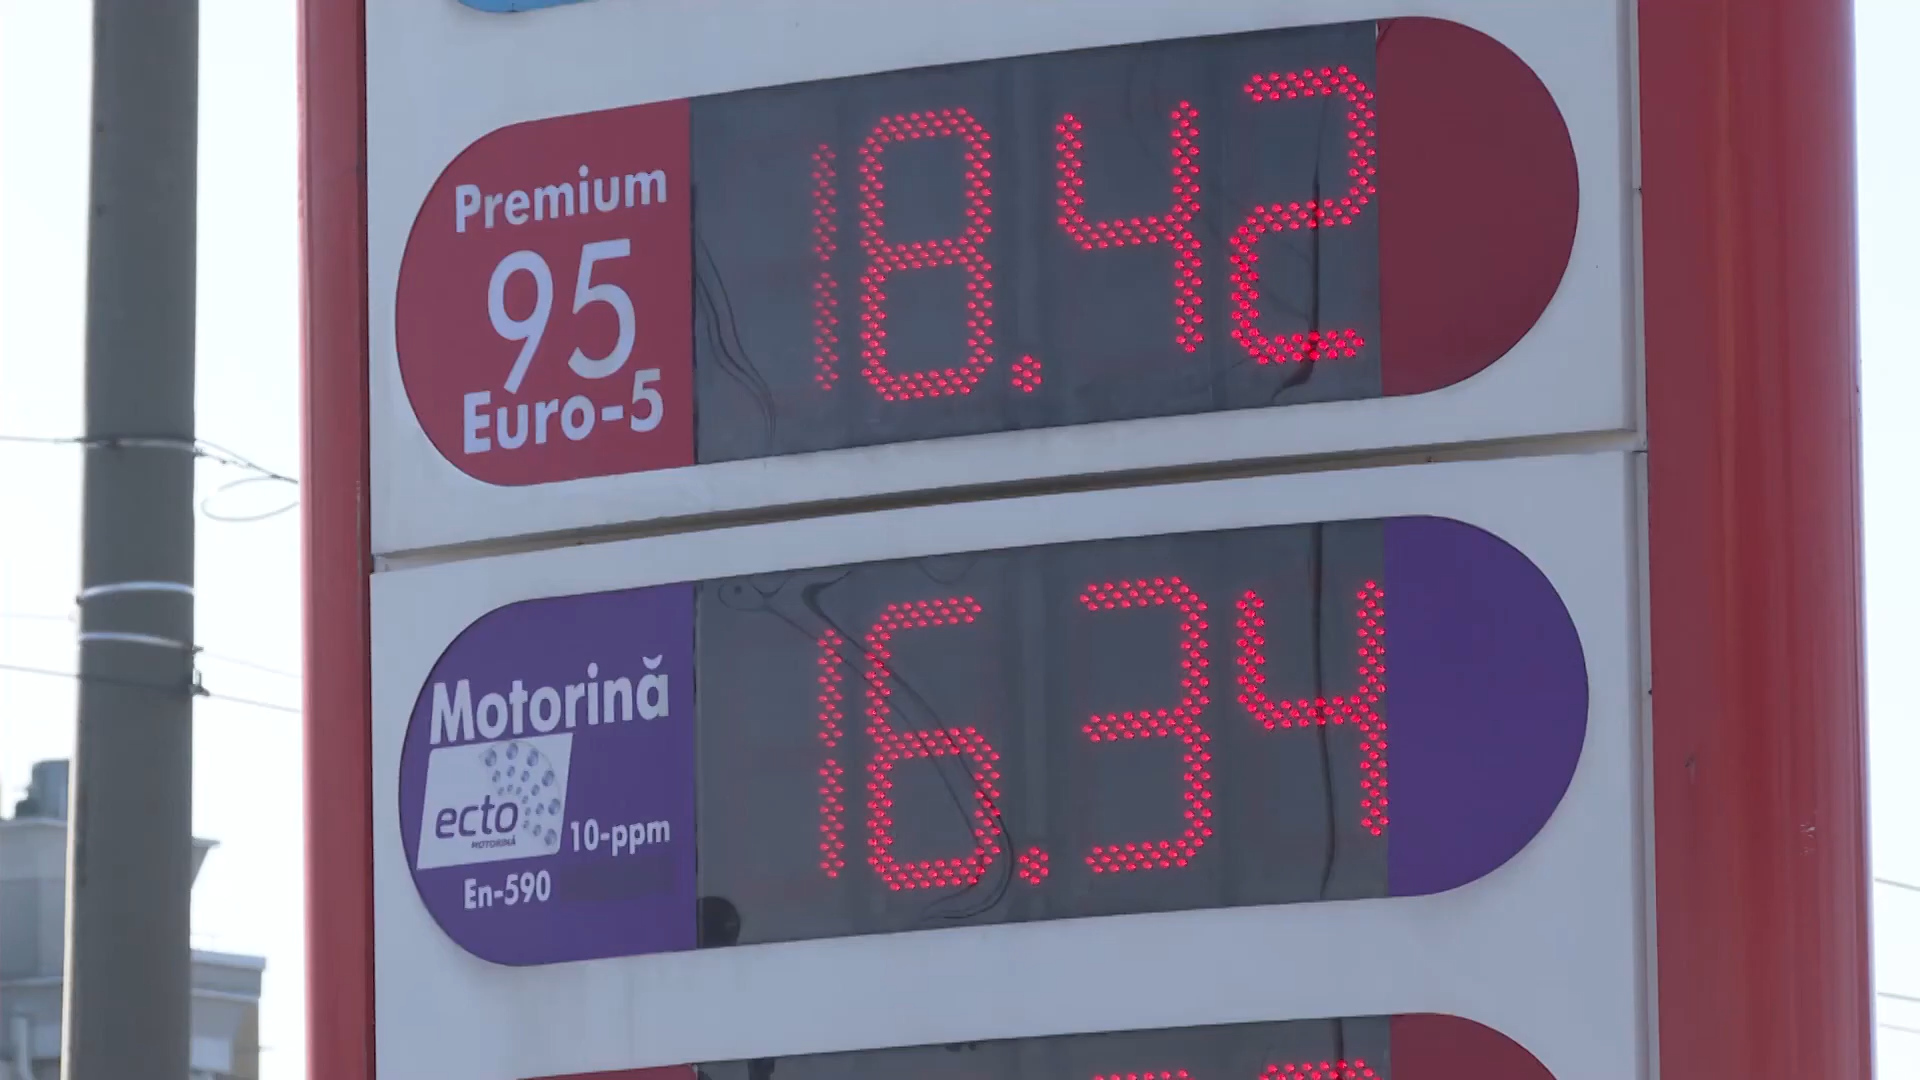 Premium
95
Euro-5
18.42
Motorină
ecto
MOTORINĂ
10-ppm
En-590
16.34